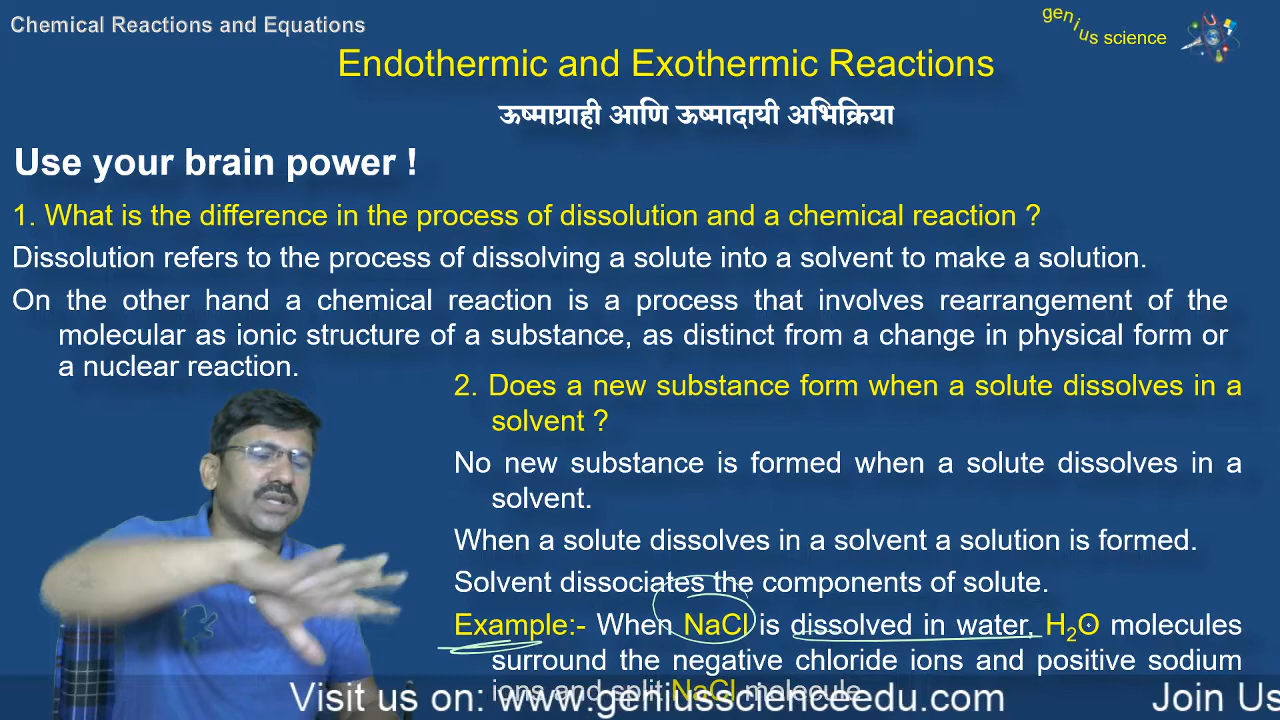 Chemical Reactions and Equations
genius science
Endothermic and Exothermic Reactions
ऊष्माग्राही आणि ऊष्मादायी अभिक्रिया
Use your brain power !
1. What is the difference in the process of dissolution and a chemical reaction ?
Dissolution refers to the process of dissolving a solute into a solvent to make a solution.
On the other hand a chemical reaction is a process that involves rearrangement of the
molecular as ionic structure of a substance, as distinct from a change in physical form or
a nuclear reaction.
2. Does a new substance form when a solute dissolves in a
solvent ?
No new substance is formed when a solute dissolves in a
solvent.
When a solute dissolves in a solvent a solution is formed.
Solvent dissociates the components of solute.
Example:- When NaCl is dissolved in water, H₂O molecules
surround the negative chloride ions and positive sodium
ions and split NaCl molecule.
Visit us on: www.geniusscienceedu.com
Join Us